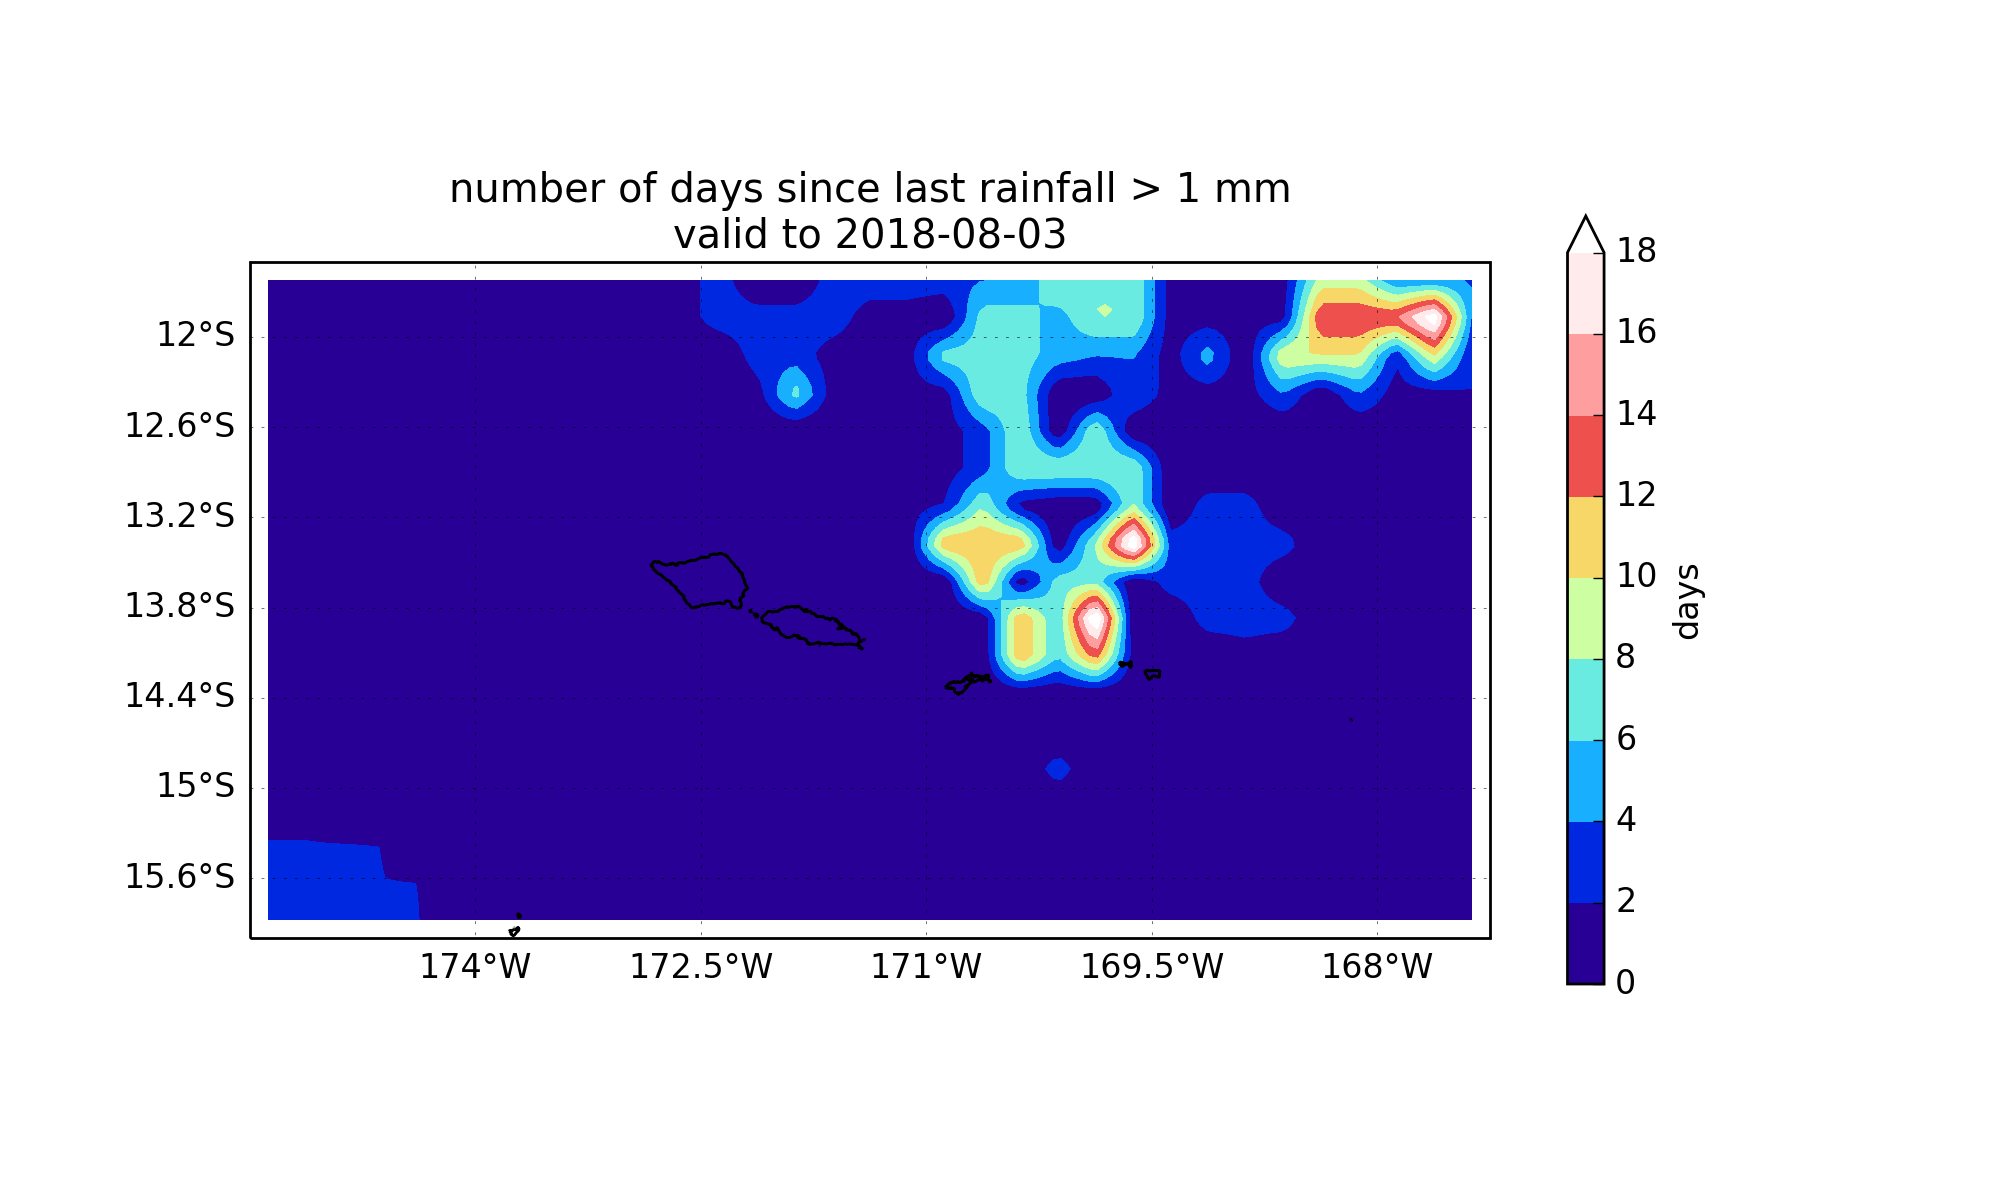 number of days since last rainfall > 1 mm
valid to 2018-08-03
12°S
12.6°S
13.2°S
13.8°S
14.4°S
15°S
15.6°S
174°W
172.5°W
171°W
169.5°W
168°W
18
16
14
12
10
8
6
4
2
0
days